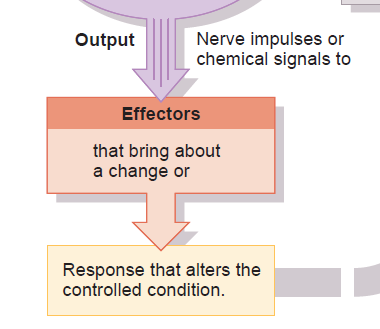 Output
Nerve impulses or
chemical signals to
Effectors
that bring about
a change or
Response that alters the
controlled condition.